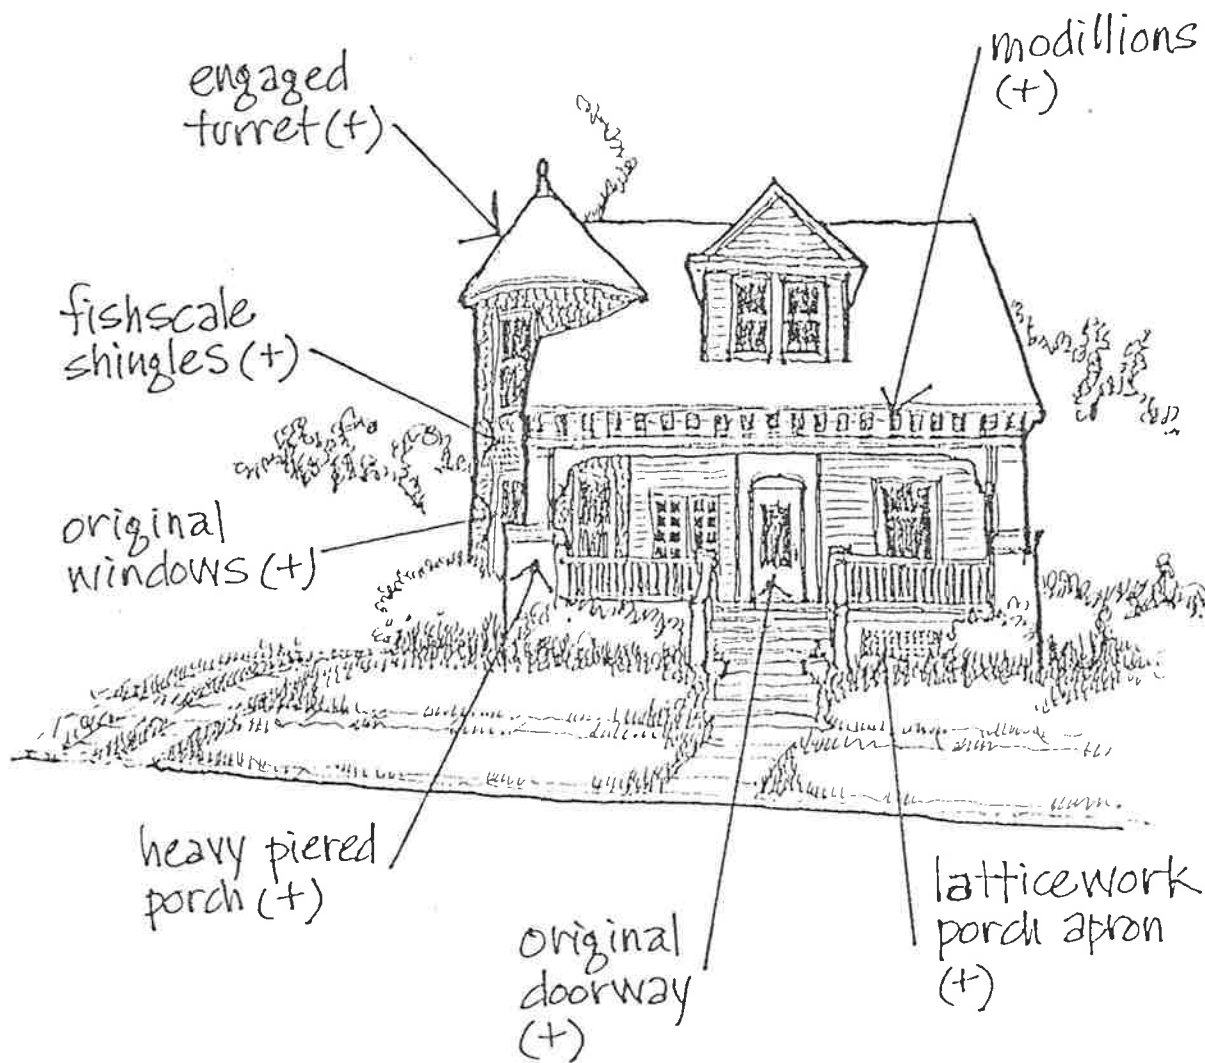 modillions
(+)
engaged
turret (+)
fishscale
shingles (+)
original
windows (+)
heavy piered
porch (+)
original
doorway
(+)
latticework
porch apron
(+)